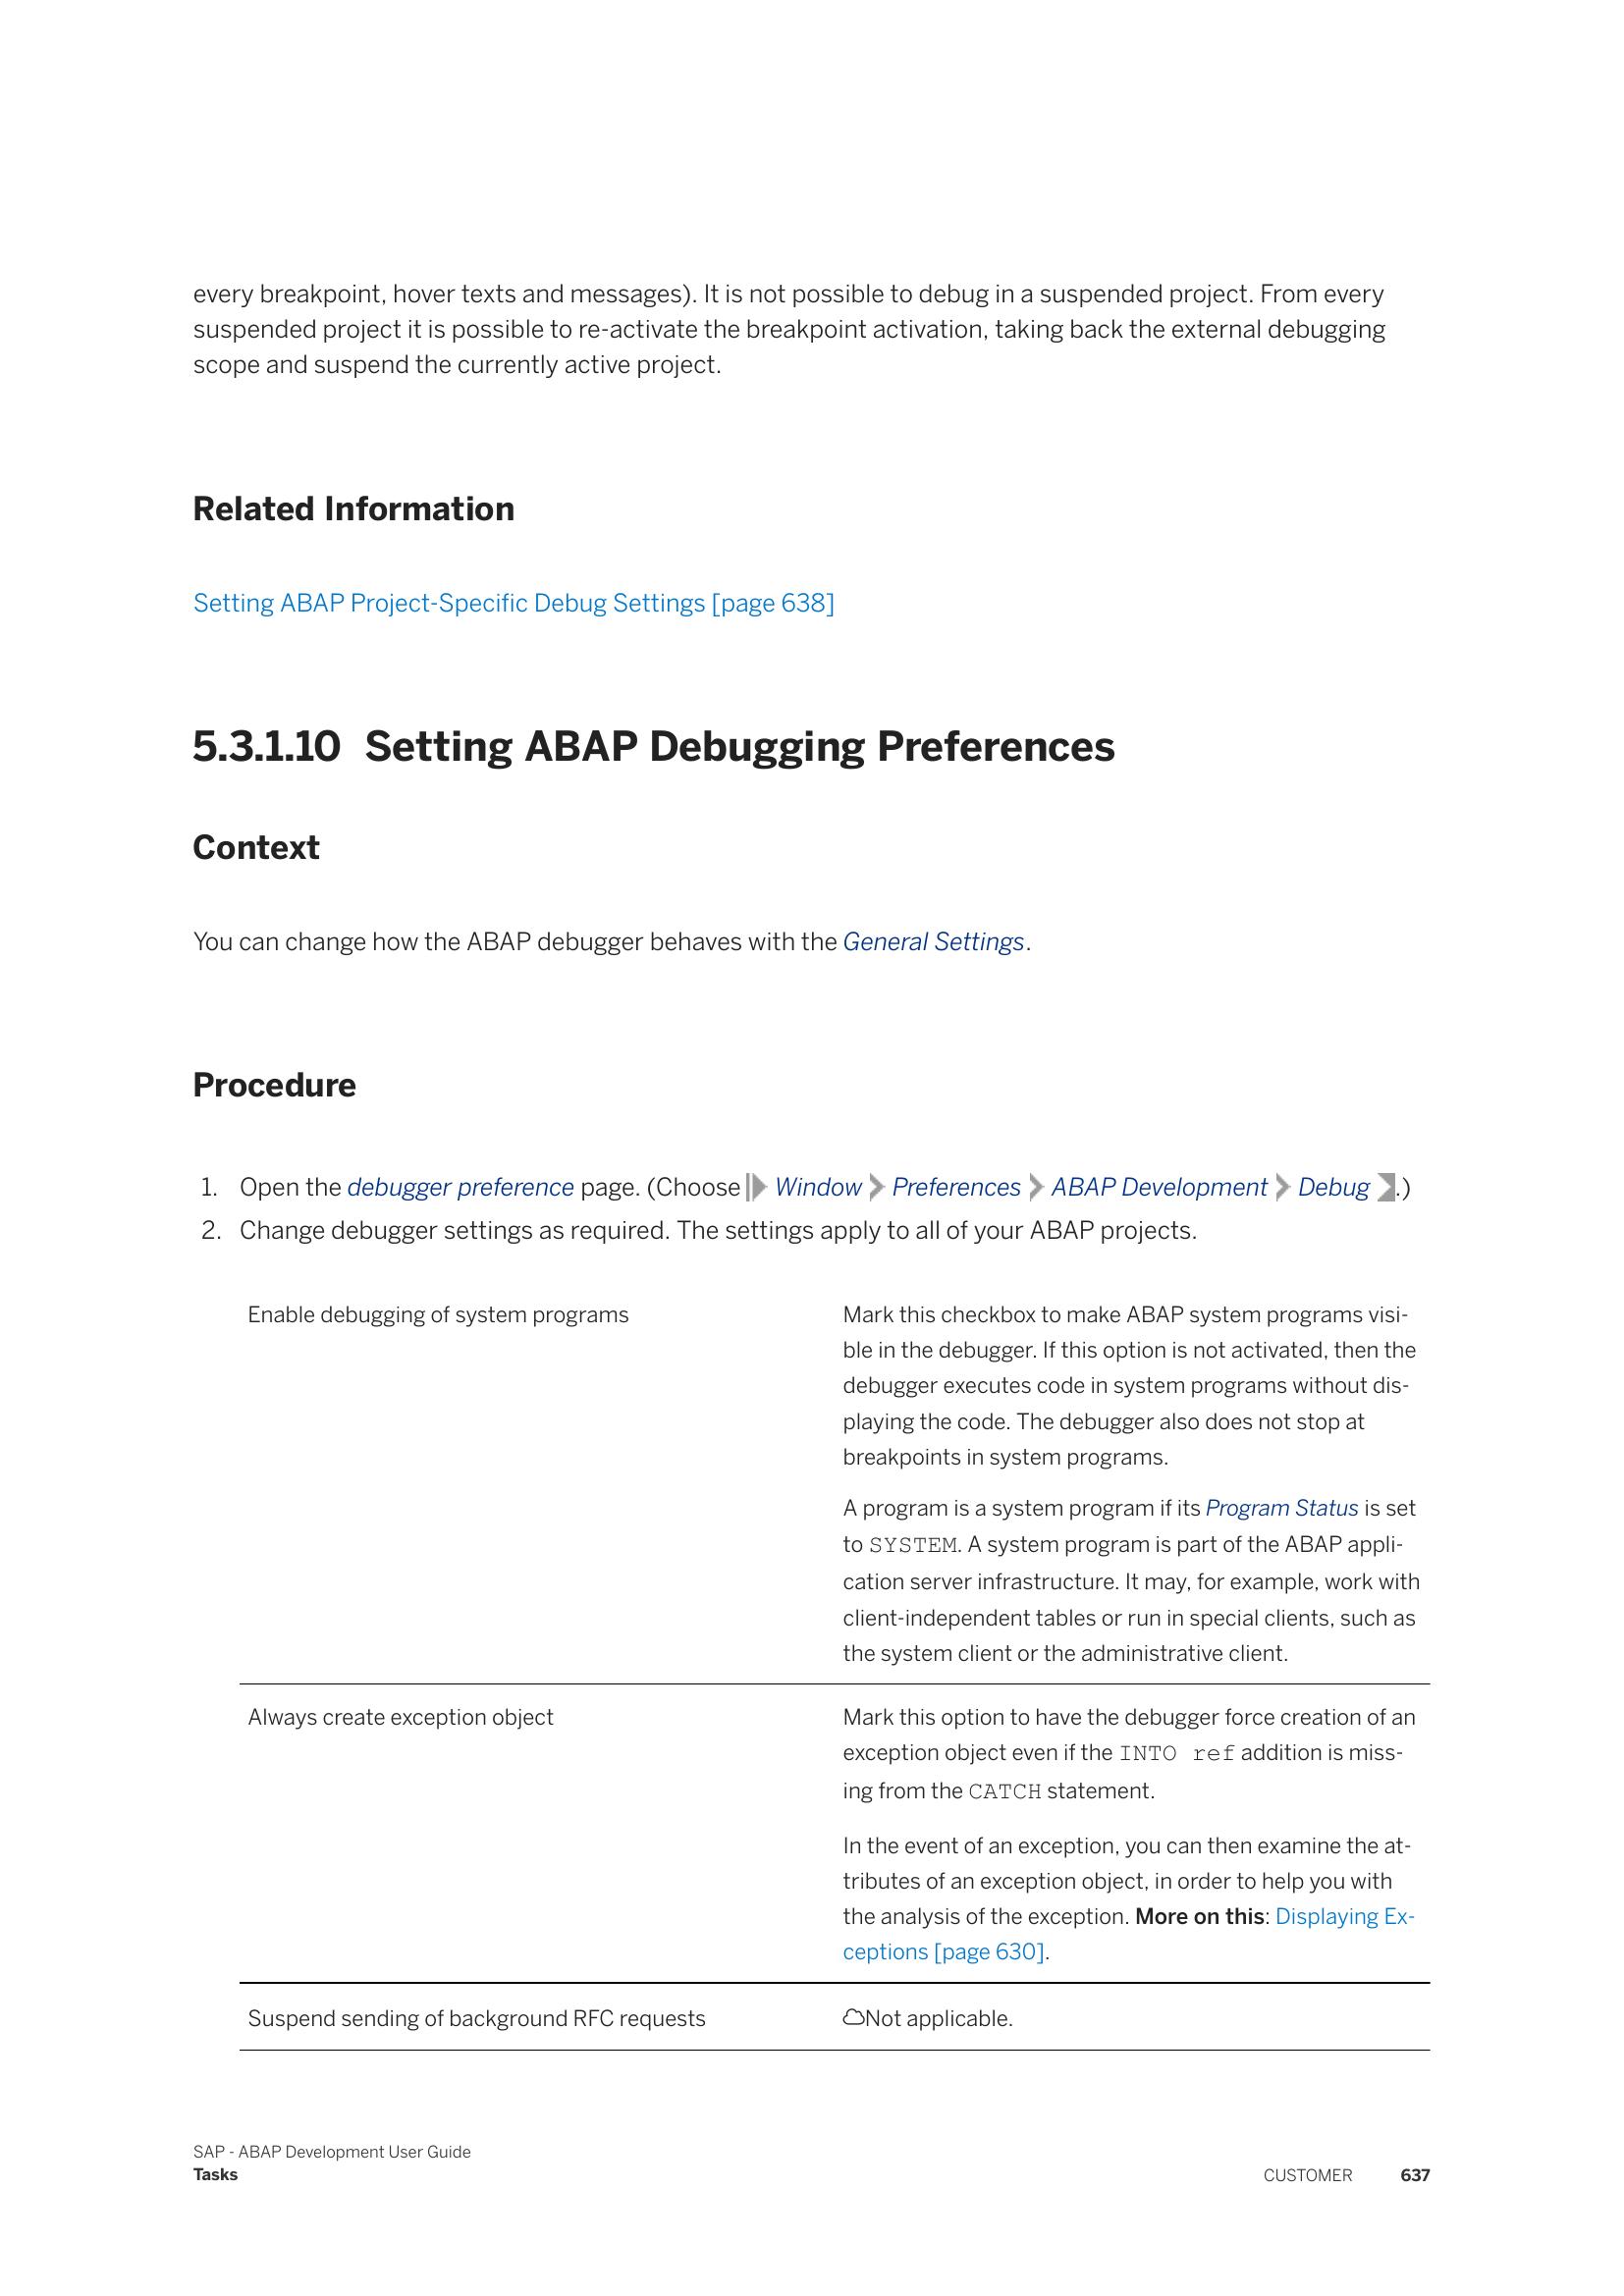 every breakpoint, hover texts and messages). It is not possible to debug in a suspended project. From every
suspended project it is possible to re-activate the breakpoint activation, taking back the external debugging
scope and suspend the currently active project.
Related Information
Setting ABAP Project-Specific Debug Settings [page 638]
5.3.1.10 Setting ABAP Debugging Preferences
Context
You can change how the ABAP debugger behaves with the General Settings.
Procedure
1. Open the debugger preference page. (Choose Window Preferences ABAP Development Debug .)
2. Change debugger settings as required. The settings apply to all of your ABAP projects.
Enable debugging of system programs
Mark this checkbox to make ABAP system programs visi-
ble in the debugger. If this option is not activated, then the
debugger executes code in system programs without dis-
playing the code. The debugger also does not stop at
breakpoints in system programs.
A program is a system program if its Program Status is set
to SYSTEM. A system program is part of the ABAP appli-
cation server infrastructure. It may, for example, work with
client-independent tables or run in special clients, such as
the system client or the administrative client.
Always create exception object
Mark this option to have the debugger force creation of an
exception object even if the INTO ref addition is miss-
ing from the CATCH statement.
In the event of an exception, you can then examine the at-
tributes of an exception object, in order to help you with
the analysis of the exception. More on this: Displaying Ex-
ceptions [page 630].
Suspend sending of background RFC requests
Not applicable.
SAP - ABAP Development User Guide
Tasks
CUSTOMER 637